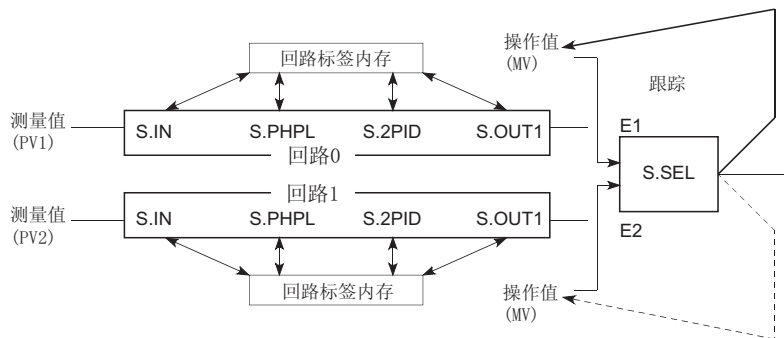 回路标签内存
操作值
(MV)
跟踪
测量值
(PV1)
S.IN S.PHPL S.2PID S.OUT1
回路0
E1
S.SEL
E2
回路1
测量值
(PV2)
S.IN S.PHPL S.2PID S.OUT1
回路标签内存
操作值
(MV)